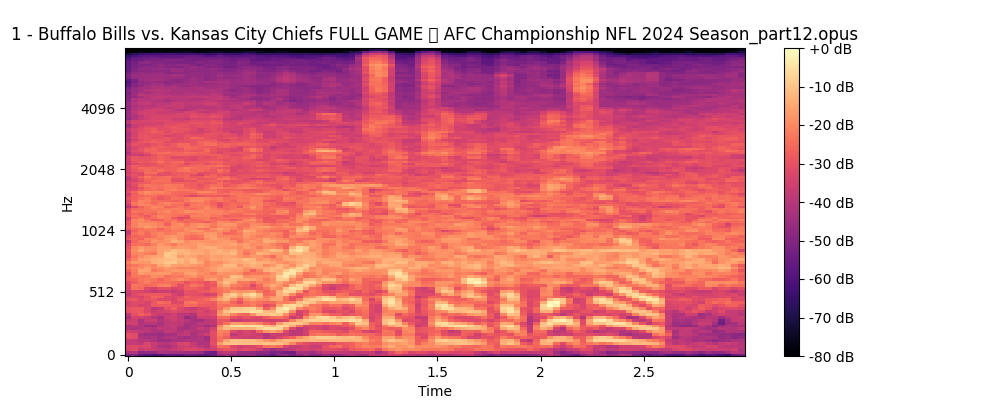 1 - Buffalo Bills vs. Kansas City Chiefs FULL GAME ▯ AFC Championship NFL 2024 Season_part12.opus
Hz
4096
2048
1024
512
0
0
0.5
1
1.5
2
2.5
Time
+0 dB
-10 dB
-20 dB
-30 dB
-40 dB
-50 dB
-60 dB
-70 dB
-80 dB